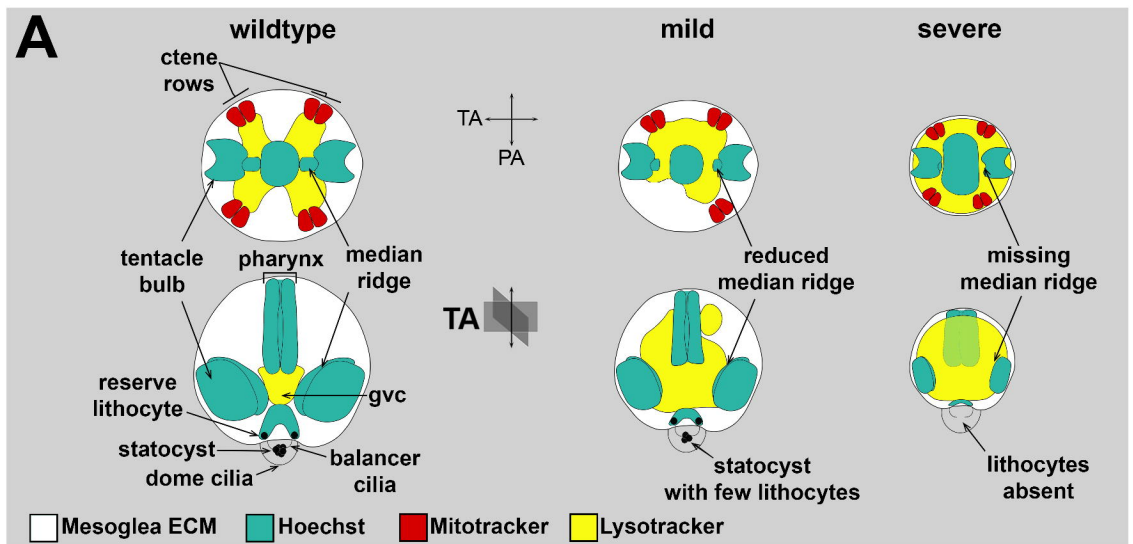 A
wildtype
mild
severe
ctene
rows
TA
PA
tentacle
bulb
pharynx
median
ridge
reduced
median ridge
missing
median ridge
TA
reserve
lithocyte
gvc
statocyst
dome cilia
balancer
cilia
statocyst
with few lithocytes
lithocytes
absent
Mesoglea ECM
Hoechst
Mitotracker
Lysotracker